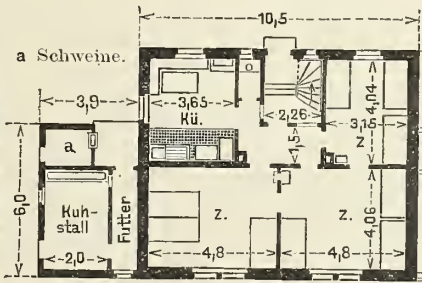 10,5
a Schweine.
3,9
3,65
Kü.
2,26
1,5
4,04
3,15
Z
a
6,0
Kuh-
stall
Futter
2,0
Z.
4,8
Z.
4,8
4,06